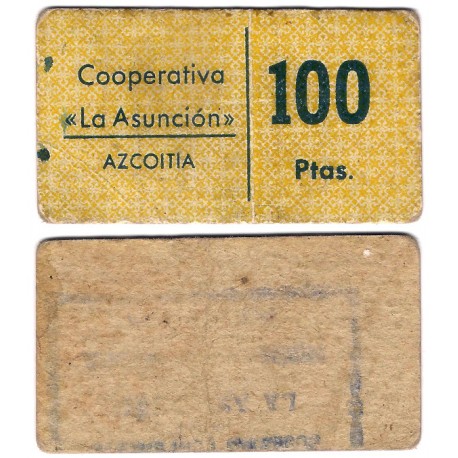 Cooperativa
«La Asunción»
AZCOITIA
100
Ptas.